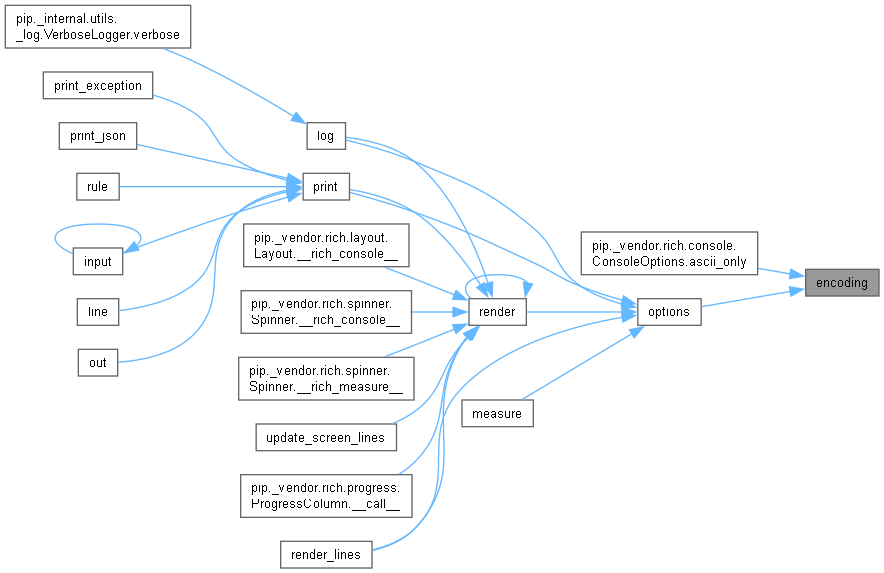 pip._internal.utils.
_log.VerboseLogger.verbose
print_exception
print_json
log
rule
print
input
pip._vendor.rich.layout.
Layout.__rich_console__
pip._vendor.rich.console.
ConsoleOptions.ascii_only
encoding
line
pip._vendor.rich.spinner.
Spinner.__rich_console__
render
options
out
pip._vendor.rich.spinner.
Spinner.__rich_measure__
measure
update_screen_lines
pip._vendor.rich.progress.
ProgressColumn.__call__
render_lines